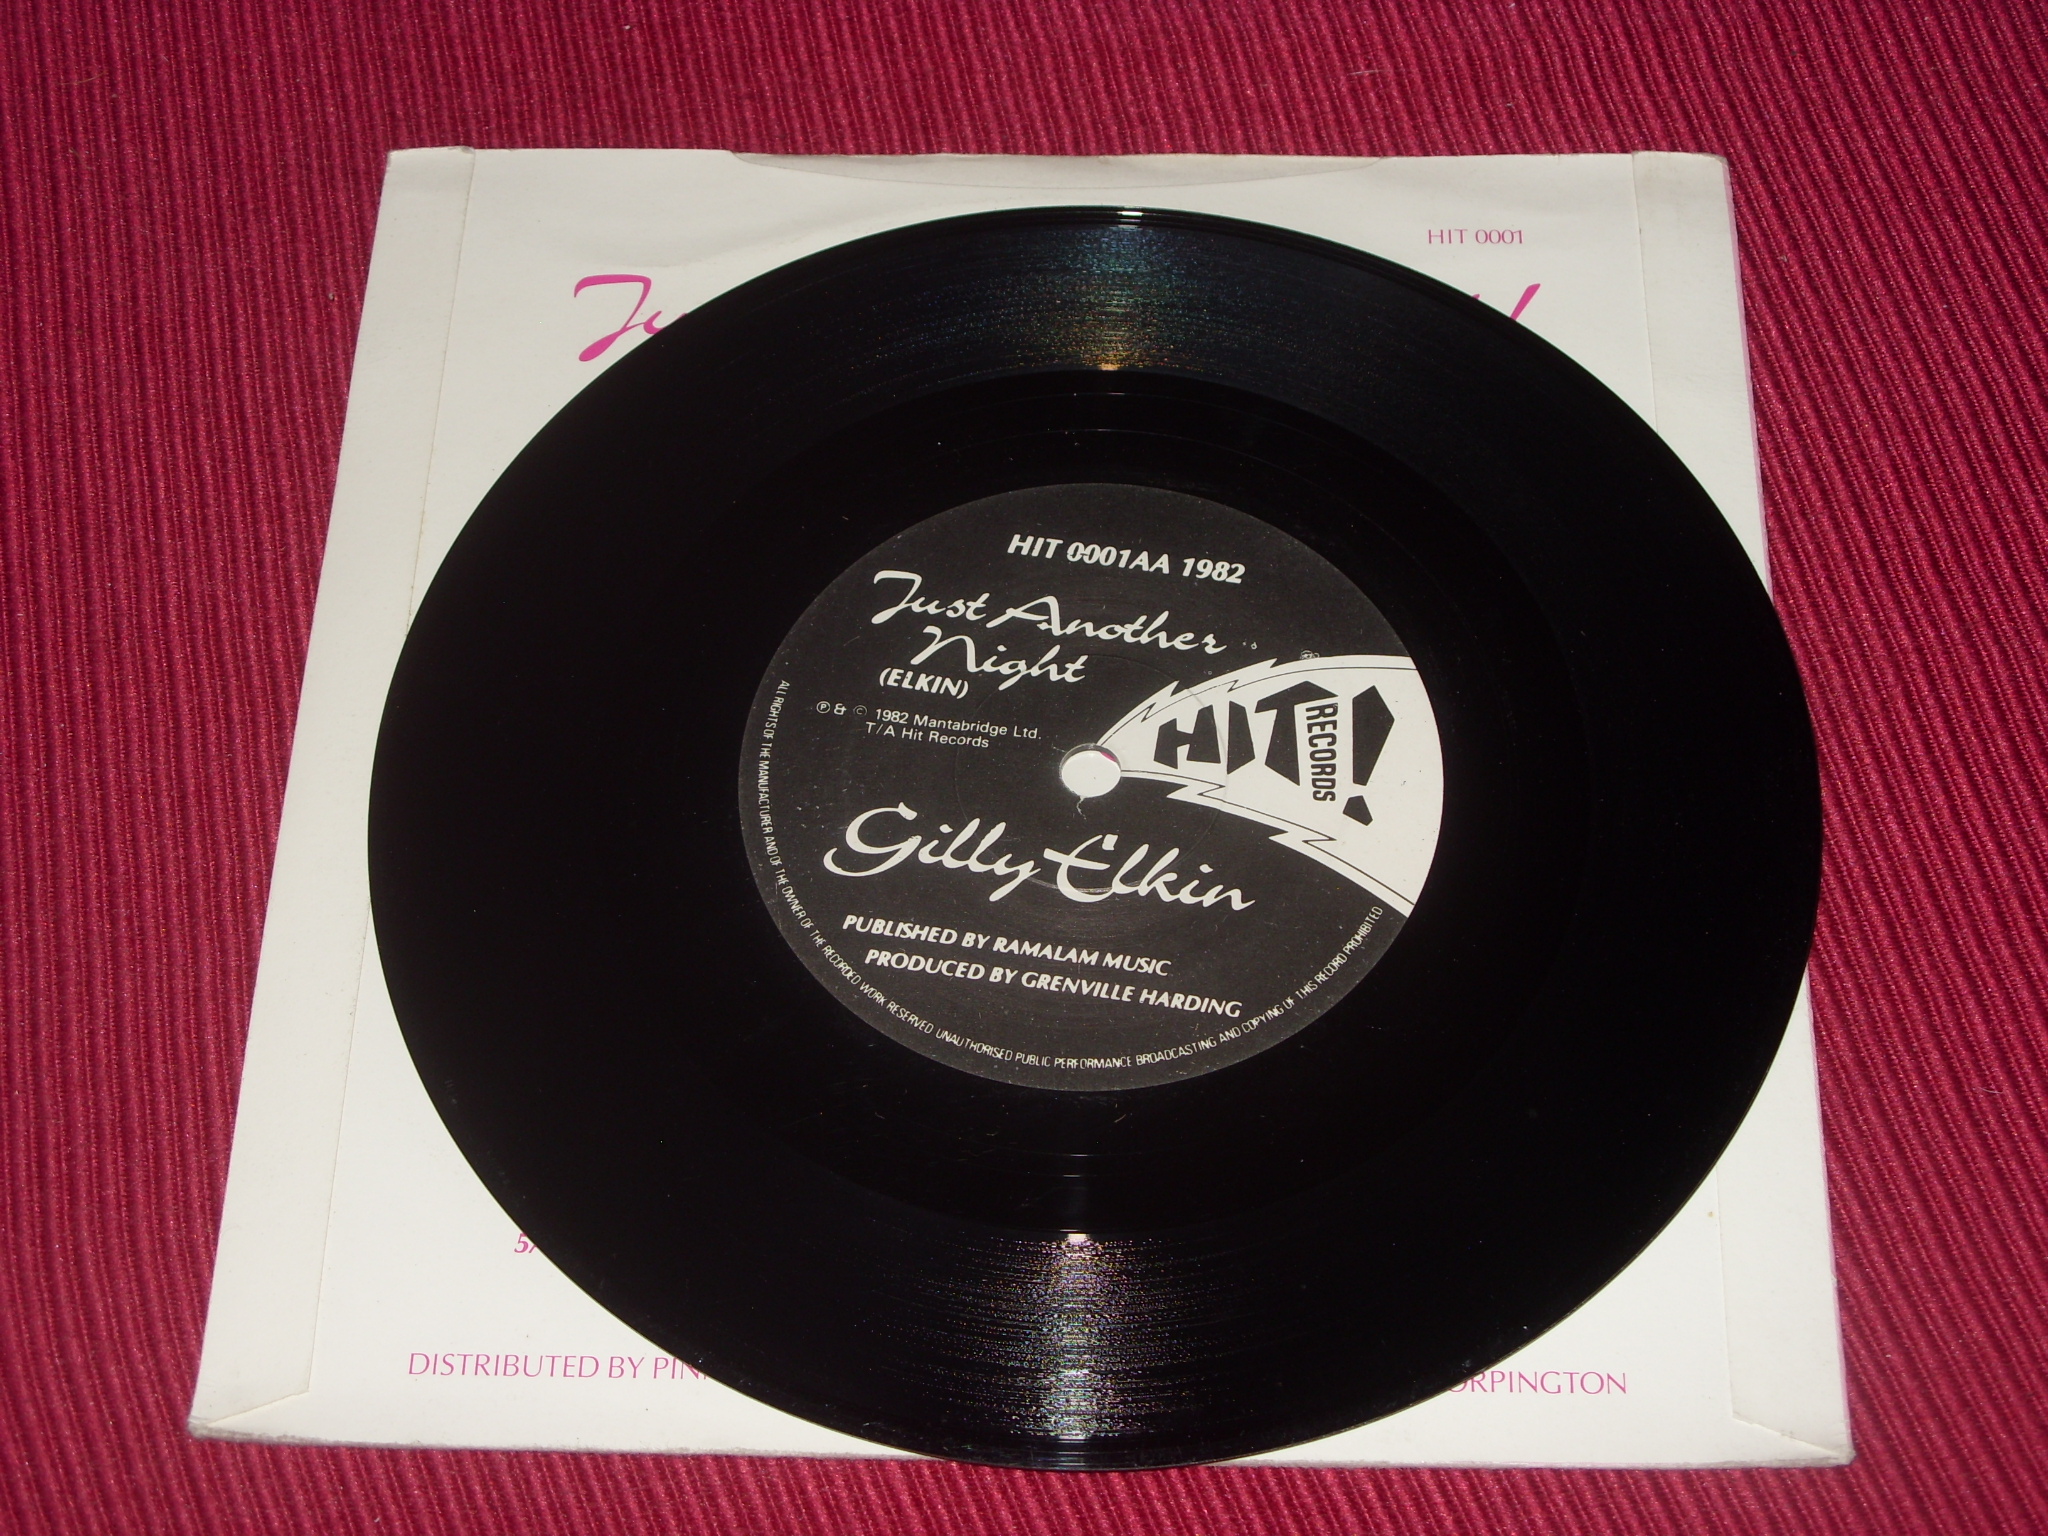 HIT 0001
HIT 0001AA 1982
Just Another
Night
(ELKIN)
Ⓟ & © 1982 Mantabridge Ltd.
T/A Hit Records
HIT!
RECORDS
Gilly Elkin
PUBLISHED BY RAMALAM MUSIC
PRODUCED BY GRENVILLE HARDING
ALL RIGHTS OF THE MANUFACTURER AND OF THE OWNER OF THE RECORDED WORK RESERVED UNAUTHORISED PUBLIC PERFORMANCE BROADCASTING AND COPYING OF THIS RECORD PROHIBITED
DISTRIBUTED BY ORPINGTON